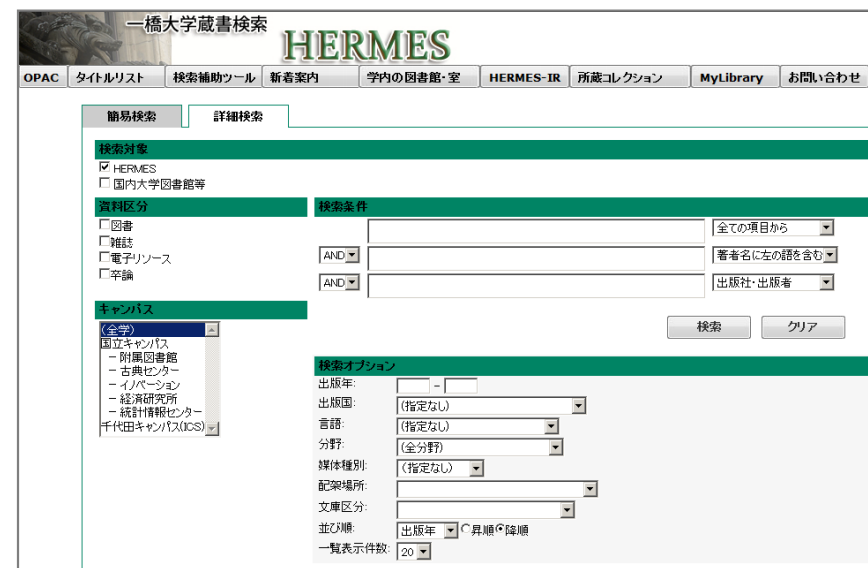 一橋大学蔵書検索
HERMES
OPAC タイトルリスト 検索補助ツール 新着案内 学内の図書館・室 HERMES-IR 所蔵コレクション MyLibrary お問い合わせ
簡易検索 詳細検索
検索対象
HERMES
国内大学図書館等
資料区分
図書
雑誌
電子リソース
卒論
キャンパス
(全学)
国立キャンパス
－附属図書館
－古典センター
－イノベーション
－経済研究所
－統計情報センター
千代田キャンパス(ICS)
検索条件
全ての項目から
AND 著者名に左の語を含む
AND 出版社・出版者
検索 クリア
検索オプション
出版年: －
出版国: (指定なし)
言語: (指定なし)
分野: (全分野)
媒体種別: (指定なし)
配架場所:
文庫区分:
並び順: 出版年 昇順 降順
一覧表示件数: 20